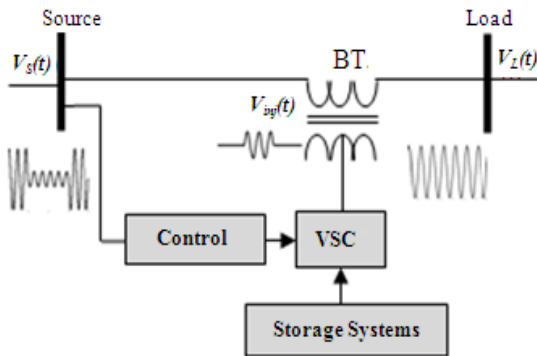 Source
Load
V_S(t)
BT.
V_L(t)
V_inj(t)
Control
VSC
Storage Systems